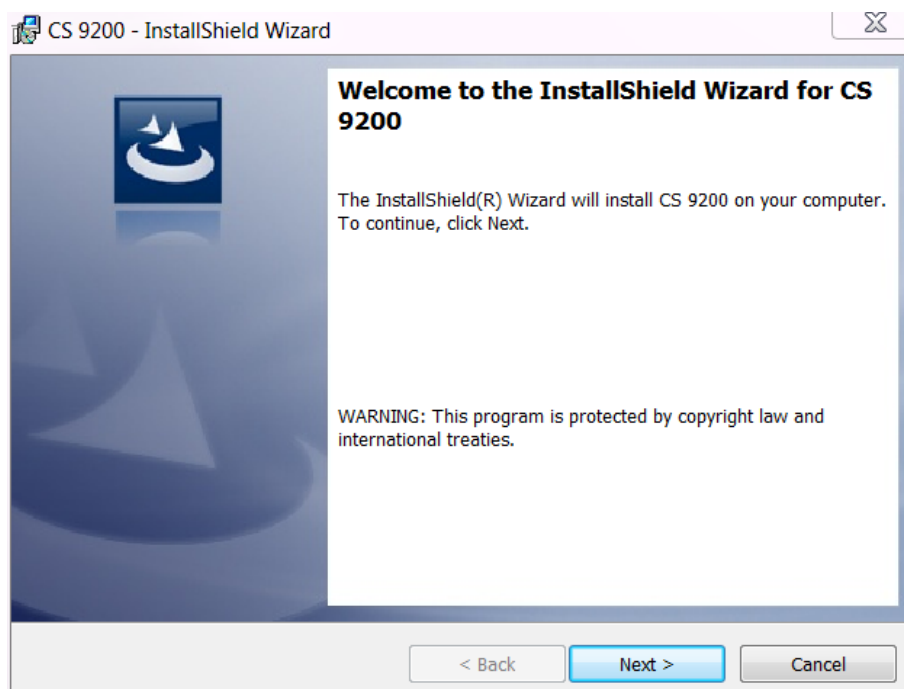 CS 9200 - InstallShield Wizard
Welcome to the InstallShield Wizard for CS
9200
The InstallShield(R) Wizard will install CS 9200 on your computer.
To continue, click Next.
WARNING: This program is protected by copyright law and
international treaties.
< Back Next > Cancel